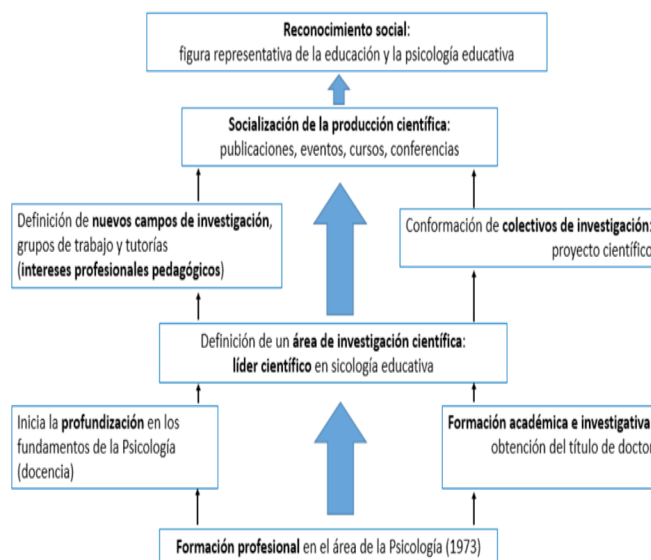 Reconocimiento social:
figura representativa de la educación y la psicología educativa
Socialización de la producción científica:
publicaciones, eventos, cursos, conferencias
Definición de nuevos campos de investigación,
grupos de trabajo y tutorías
(intereses profesionales pedagógicos)
Conformación de colectivos de investigación:
proyecto científico
Definición de un área de investigación científica:
líder científico en sicología educativa
Inicia la profundización en los
fundamentos de la Psicología
(docencia)
Formación académica e investigativa
obtención del título de doctor
Formación profesional en el área de la Psicología (1973)